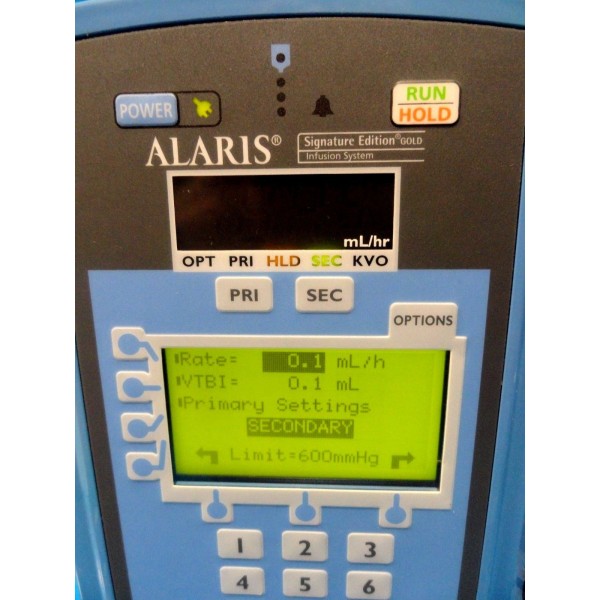 POWER
RUN
HOLD
ALARIS® Signature Edition® GOLD
Infusion System
mL/hr
OPT PRI HLD SEC KVO
PRI SEC
OPTIONS
Rate= 0.1 mL/h
VTBI= 0.1 mL
Primary Settings
SECONDARY
Limit=600mmHg
1 2 3
4 5 6